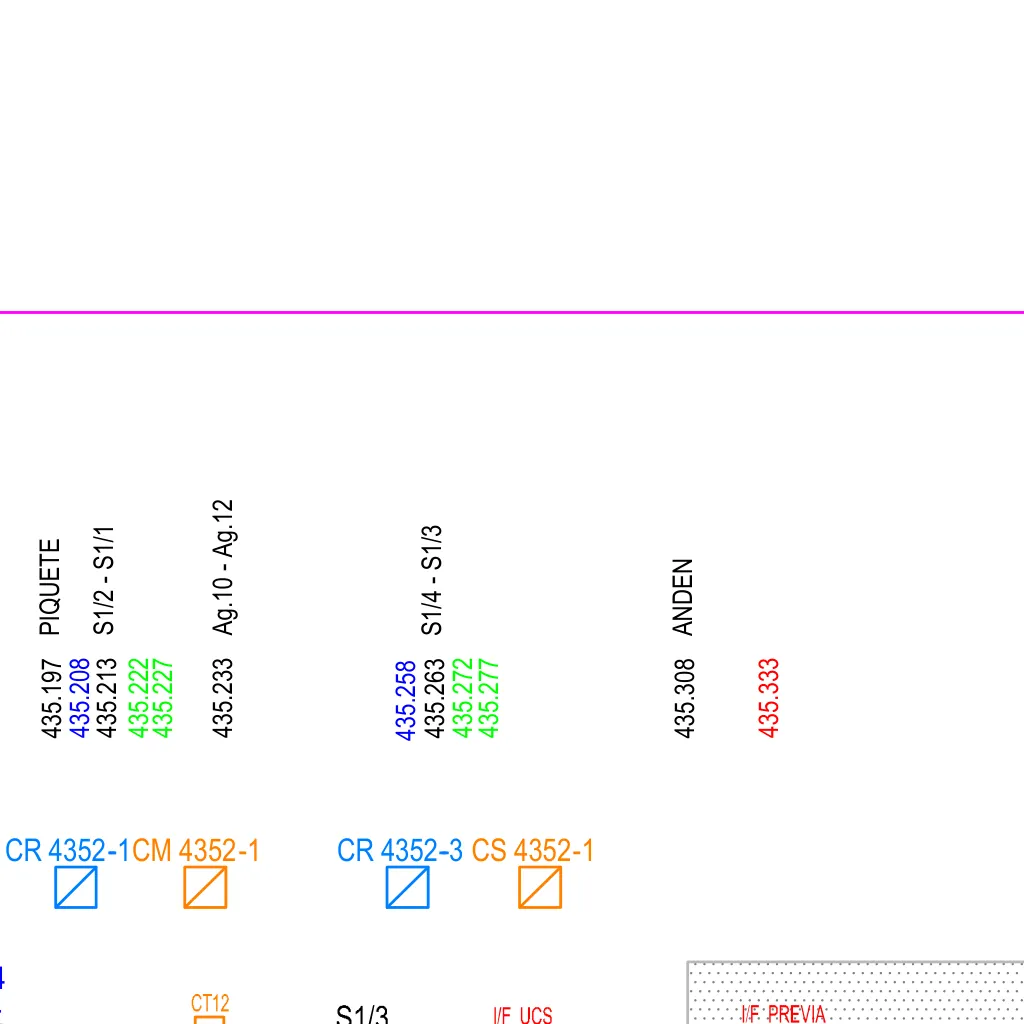 PIQUETE
S1/2 - S1/1
Ag.10 - Ag.12
S1/4 - S1/3
ANDEN
435.197
435.208
435.213
435.222
435.227
435.233
435.258
435.263
435.272
435.277
435.308
435.333
CR 4352-1
CM 4352-1
CR 4352-3
CS 4352-1
CT12
S1/3
I/F UCS
I/F PREVIA